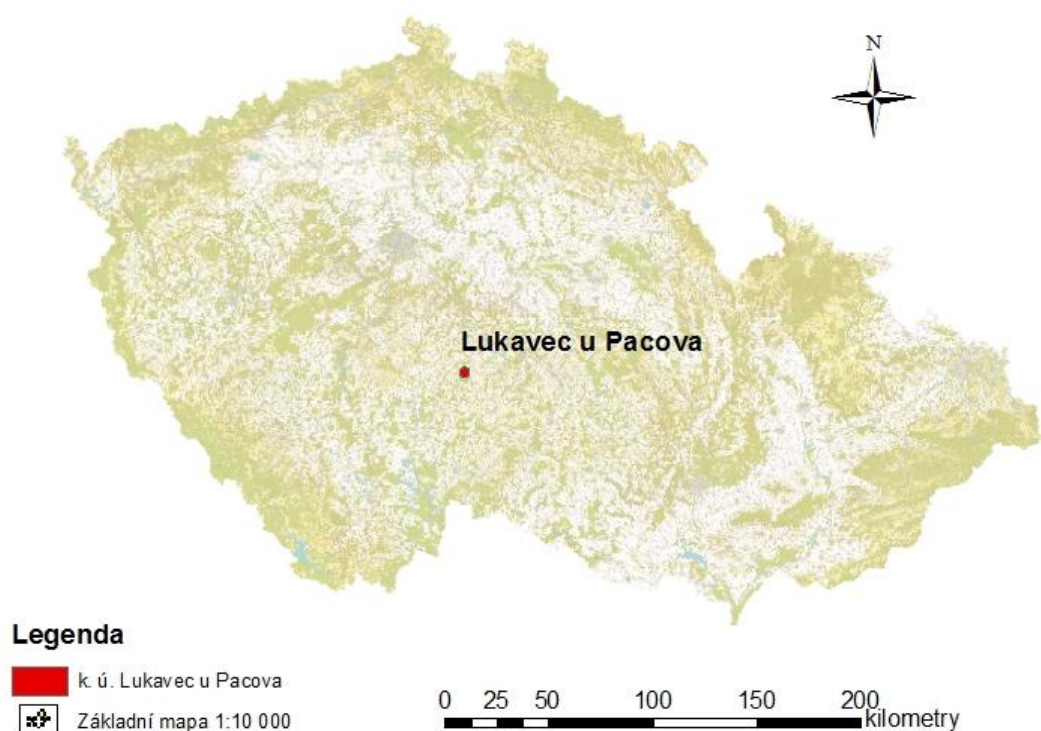 N
Lukavec u Pacova
Legenda
k. ú. Lukavec u Pacova
Základní mapa 1:10 000
0 25 50 100 150 200
kilometry